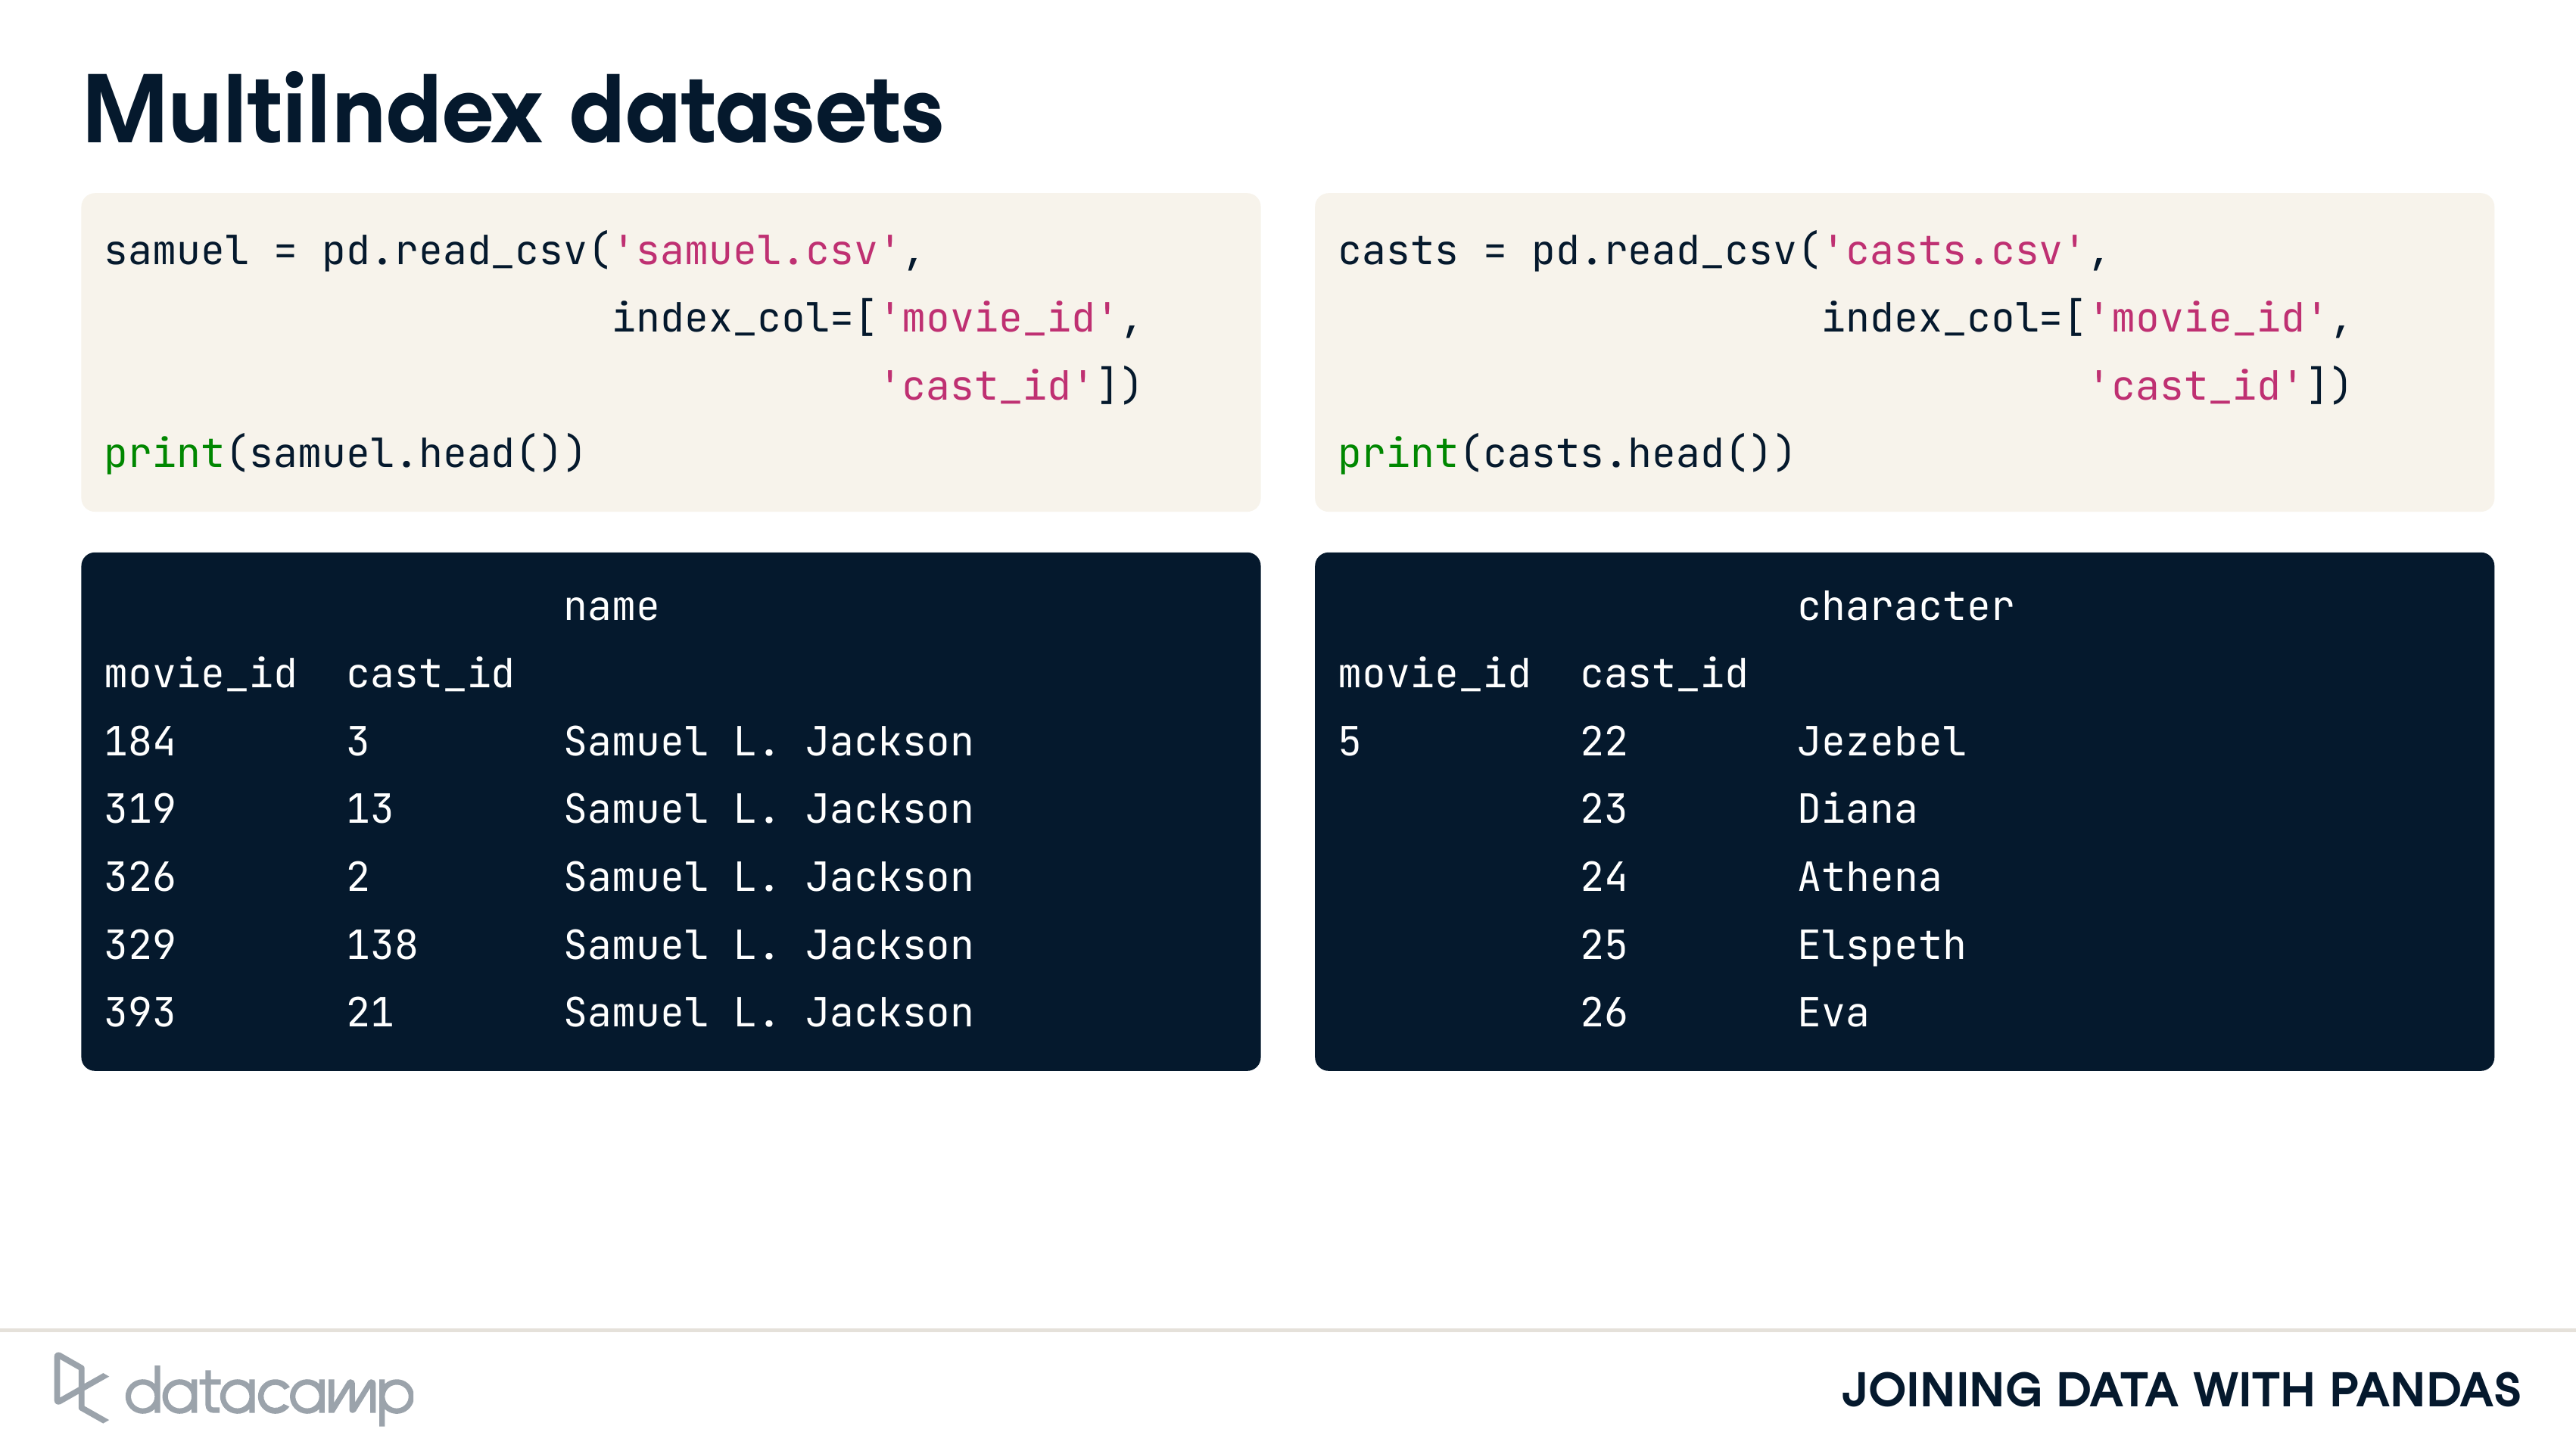 MultiIndex datasets
samuel = pd.read_csv('samuel.csv',
index_col=['movie_id',
'cast_id'])
print(samuel.head())
name
movie_id cast_id
184 3 Samuel L. Jackson
319 13 Samuel L. Jackson
326 2 Samuel L. Jackson
329 138 Samuel L. Jackson
393 21 Samuel L. Jackson
casts = pd.read_csv('casts.csv',
index_col=['movie_id',
'cast_id'])
print(casts.head())
character
movie_id cast_id
5 22 Jezebel
23 Diana
24 Athena
25 Elspeth
26 Eva
datacamp
JOINING DATA WITH PANDAS